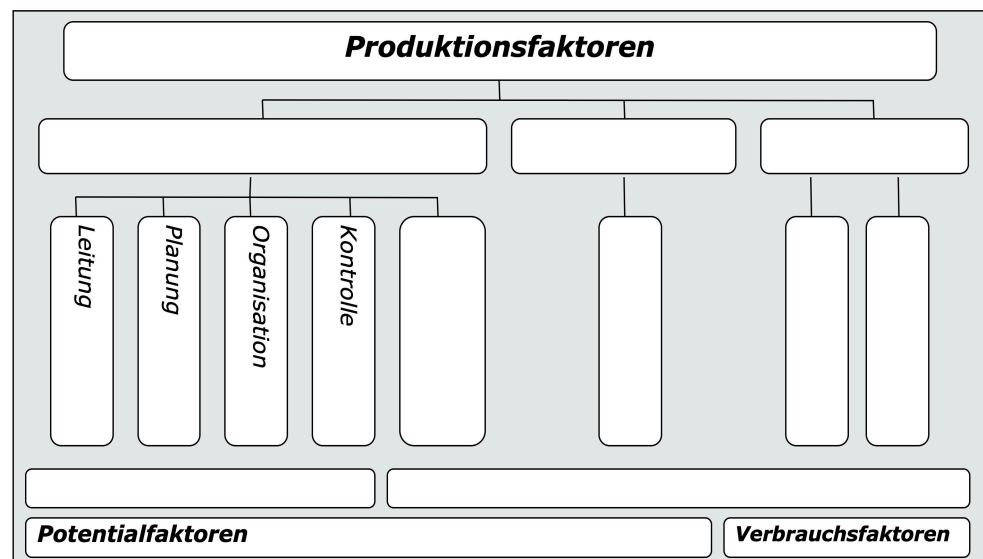 Produktionsfaktoren
Leitung
Planung
Organisation
Kontrolle
Potentialfaktoren
Verbrauchsfaktoren